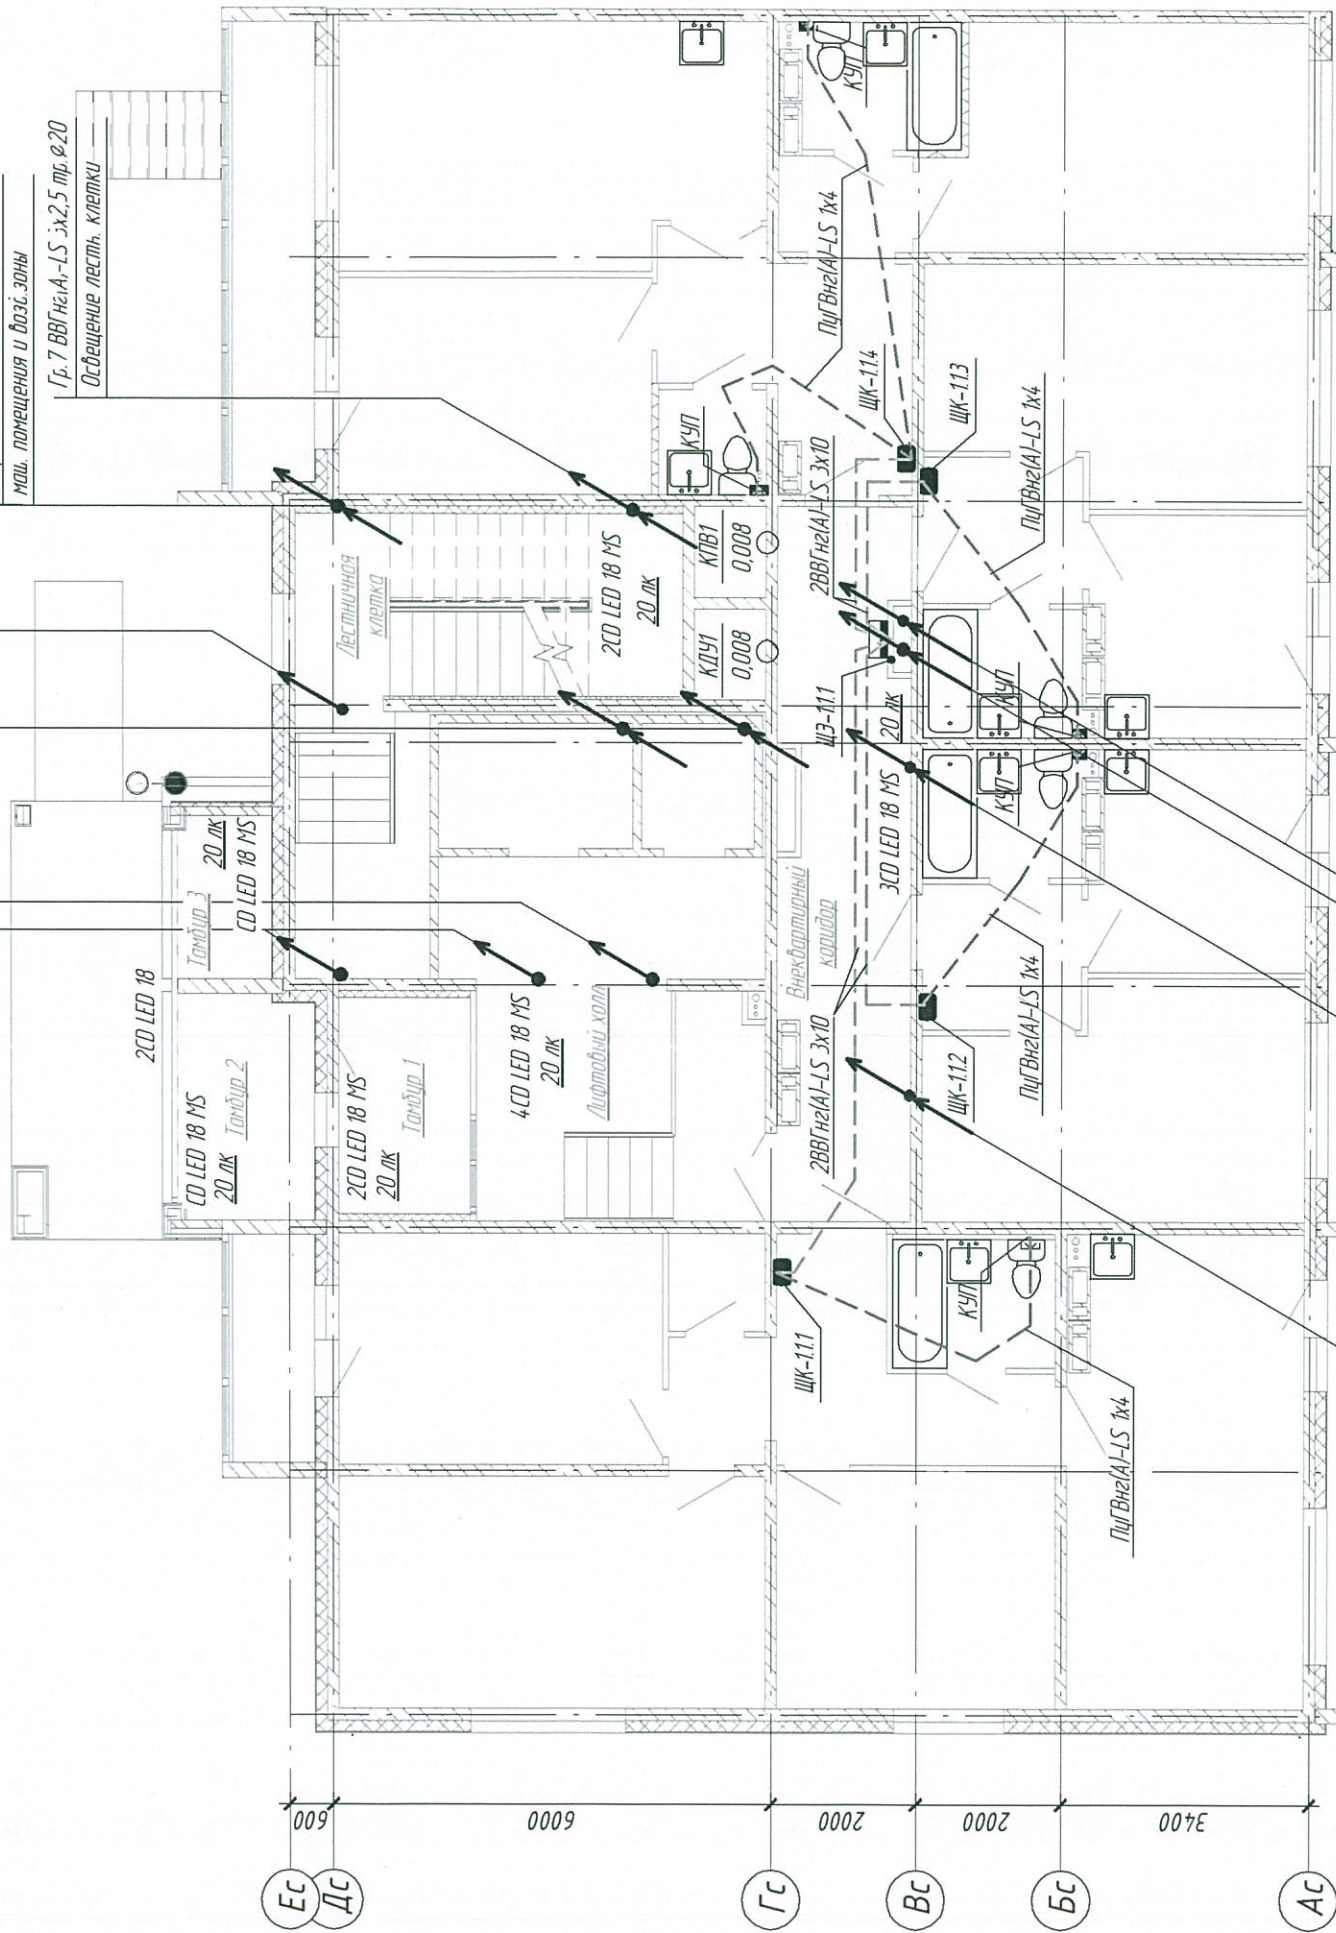 маш. помещения и возд.зоны
Гр.7 ВВГнг(А)-LS 3х2,5 тр.⌀20
Освещение лестн. клетки
2CD LED 18
Тамбур 3
20 лк
CD LED 18 MS
CD LED 18 MS
20 лк
Тамбур 2
2CD LED 18 MS
20 лк
Тамбур 1
4CD LED 18 MS
20 лк
Лифтовый холл
Лестничная
клетка
2CD LED 18 MS
20 лк
КДУ1
0,008
КПВ1
0,008
КУП
КУП
ПуГВнг(А)-LS 1х4
ЩК-1.1.4
ЩК-1.1.3
2ВВГнг(А)-LS 3х10
ПуГВнг(А)-LS 1х4
ЩЭ-1.1.1
20 лк
3CD LED 18 MS
Внеквартирный
коридор
2ВВГнг(А)-LS 3х10
КУП
КУП
ЩК-1.1.2
ПуГВнг(А)-LS 1х4
ЩК-1.1.1
КУП
ПуГВнг(А)-LS 1х4
600
6000
2000
2000
3400
Ес
Дс
Гс
Вс
Бс
Ас